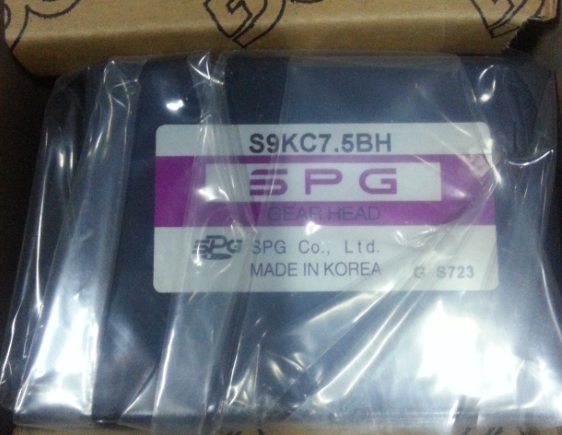 S9KC7.5BH
SPG
GEAR HEAD
SPG SPG Co., Ltd.
MADE IN KOREA G S723